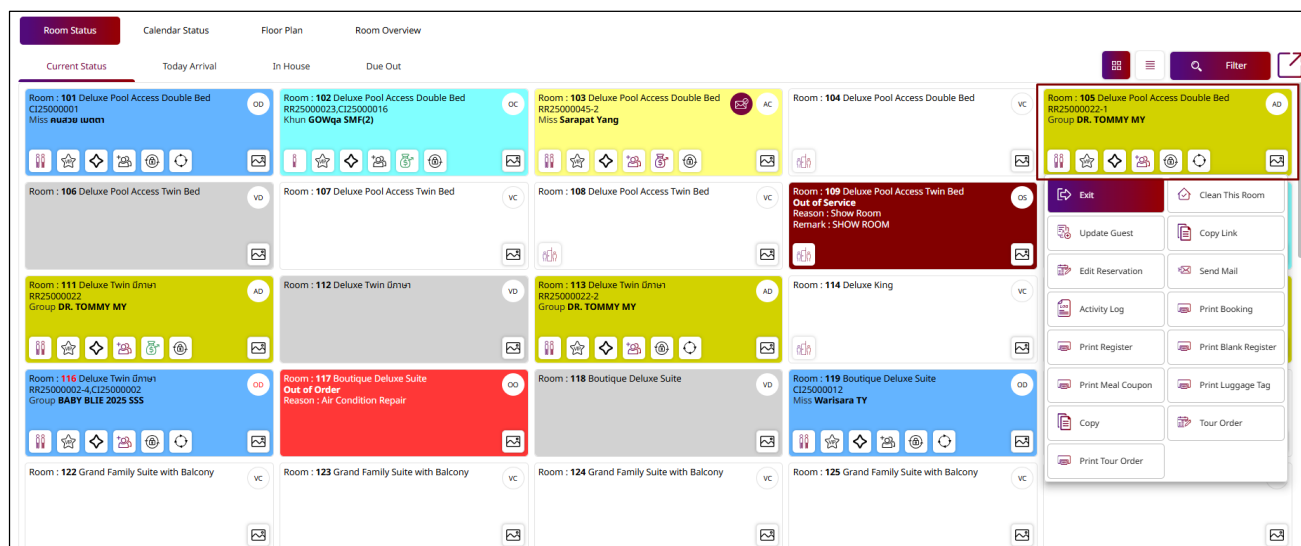 Room Status
Calendar Status
Floor Plan
Room Overview
Current Status
Today Arrival
In House
Due Out
Filter
Room : 101 Deluxe Pool Access Double Bed
OD
CI25000001
Miss คนสวย เมตตา
Room : 102 Deluxe Pool Access Double Bed
OC
RR25000023,CI25000016
Khun GOWqa SMF(2)
Room : 103 Deluxe Pool Access Double Bed
AC
RR25000045-2
Miss Sarapat Yang
Room : 104 Deluxe Pool Access Double Bed
VC
Room : 105 Deluxe Pool Access Double Bed
AD
RR25000022-1
Group DR. TOMMY MY
Room : 106 Deluxe Pool Access Twin Bed
VD
Room : 107 Deluxe Pool Access Twin Bed
VC
Room : 108 Deluxe Pool Access Twin Bed
VC
Room : 109 Deluxe Pool Access Twin Bed
OS
Out of Service
Reason : Show Room
Remark : SHOW ROOM
Exit
Clean This Room
Update Guest
Copy Link
Edit Reservation
Send Mail
Activity Log
Print Booking
Print Register
Print Blank Register
Print Meal Coupon
Print Luggage Tag
Copy
Tour Order
Print Tour Order
Room : 111 Deluxe Twin มีภาษา
AD
RR25000022
Group DR. TOMMY MY
Room : 112 Deluxe Twin มีภาษา
VD
Room : 113 Deluxe Twin มีภาษา
AD
RR25000022-2
Group DR. TOMMY MY
Room : 114 Deluxe King
VC
Room : 116 Deluxe Twin มีภาษา
OD
RR25000002-4,CI25000002
Group BABY BLIE 2025 SSS
Room : 117 Boutique Deluxe Suite
OO
Out of Order
Reason : Air Condition Repair
Room : 118 Boutique Deluxe Suite
VD
Room : 119 Boutique Deluxe Suite
OD
CI25000012
Miss Warisara TY
Room : 122 Grand Family Suite with Balcony
VC
Room : 123 Grand Family Suite with Balcony
VC
Room : 124 Grand Family Suite with Balcony
VC
Room : 125 Grand Family Suite with Balcony
VC